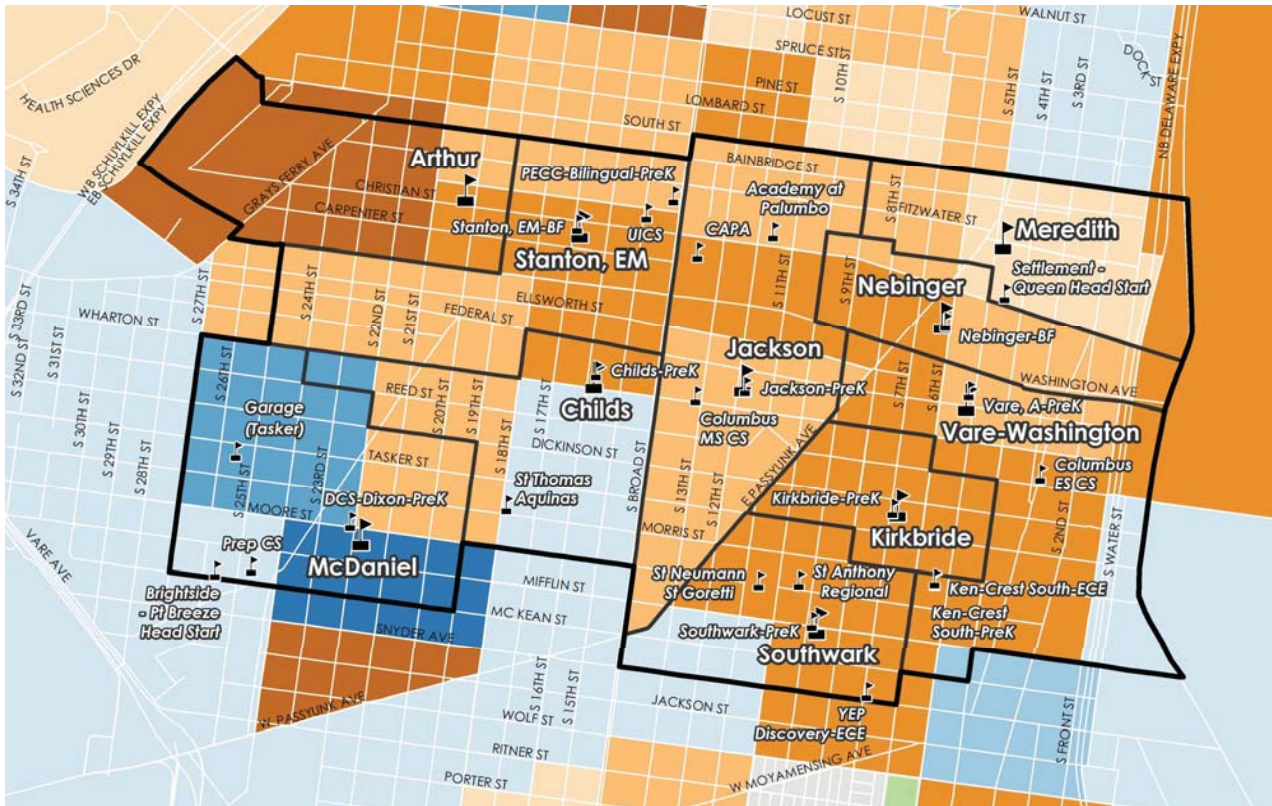 LOCUST ST
WALNUT ST
SPRUCE ST
DOCK ST
HEALTH SCIENCES DR
PINE ST
S 10TH ST
S 5TH ST
S 4TH ST
S 3RD ST
NB DELAWARE EXPY
LOMBARD ST
SOUTH ST
WB SCHUYLKILL EXPY
EB SCHUYLKILL EXPY
S 34TH ST
GRAYS FERRY AVE
Arthur
CHRISTIAN ST
CARPENTER ST
PECC-Bilingual-PreK
Stanton, EM-BF
UICS
Stanton, EM
BAINBRIDGE ST
Academy at
Palumbo
CAPA
S 8TH ST
FITZWATER ST
Meredith
Settlement -
Queen Head Start
S 11TH ST
S 9TH ST
Nebinger
Nebinger-BF
S 33RD ST
S 32ND ST
S 31ST ST
WHARTON ST
S 27TH ST
S 24TH ST
S 22ND ST
S 21ST ST
FEDERAL ST
ELLSWORTH ST
WASHINGTON AVE
S 30TH ST
S 29TH ST
S 28TH ST
S 26TH ST
REED ST
S 20TH ST
S 19TH ST
S 17TH ST
Childs-PreK
Childs
Jackson
Jackson-PreK
Columbus
MS CS
S 7TH ST
S 6TH ST
Vare, A-PreK
Vare-Washington
Garage
(Tasker)
S 25TH ST
S 23RD ST
TASKER ST
S 18TH ST
DICKINSON ST
S BROAD ST
S 13TH ST
S 12TH ST
E PASSYUNK AVE
Columbus
ES CS
St Thomas
Aquinas
DCS-Dixon-PreK
MOORE ST
McDaniel
MORRIS ST
Kirkbride-PreK
Kirkbride
S 2ND ST
S WATER ST
VARE AVE
Prep CS
Brightside
- Pt Breeze
Head Start
MIFFLIN ST
MC KEAN ST
SNYDER AVE
St Neumann
St Goretti
St Anthony
Regional
Ken-Crest South-ECE
Ken-Crest
South-PreK
Southwark-PreK
Southwark
S 16TH ST
S 15TH ST
JACKSON ST
W PASSYUNK AVE
WOLF ST
RITNER ST
PORTER ST
YEP
Discovery-ECE
W MOYAMENSING AVE
S FRONT ST